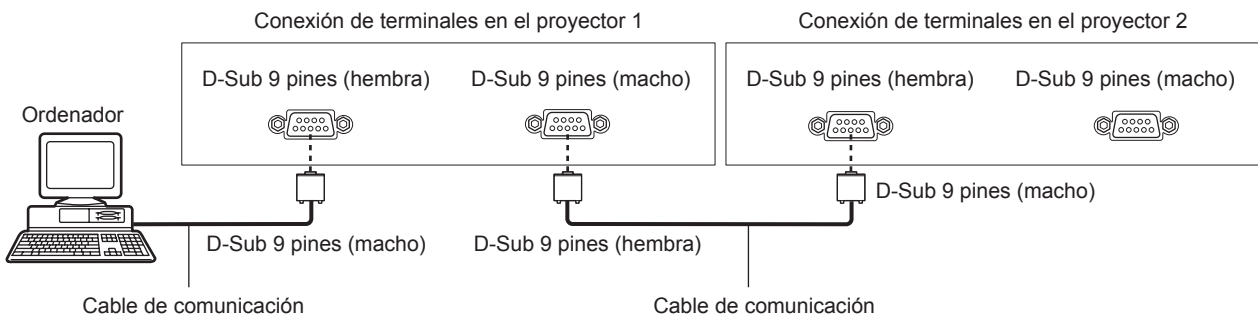 Conexión de terminales en el proyector 1
Conexión de terminales en el proyector 2
D-Sub 9 pines (hembra)
D-Sub 9 pines (macho)
D-Sub 9 pines (hembra)
D-Sub 9 pines (macho)
Ordenador
D-Sub 9 pines (macho)
D-Sub 9 pines (macho)
D-Sub 9 pines (hembra)
Cable de comunicación
Cable de comunicación